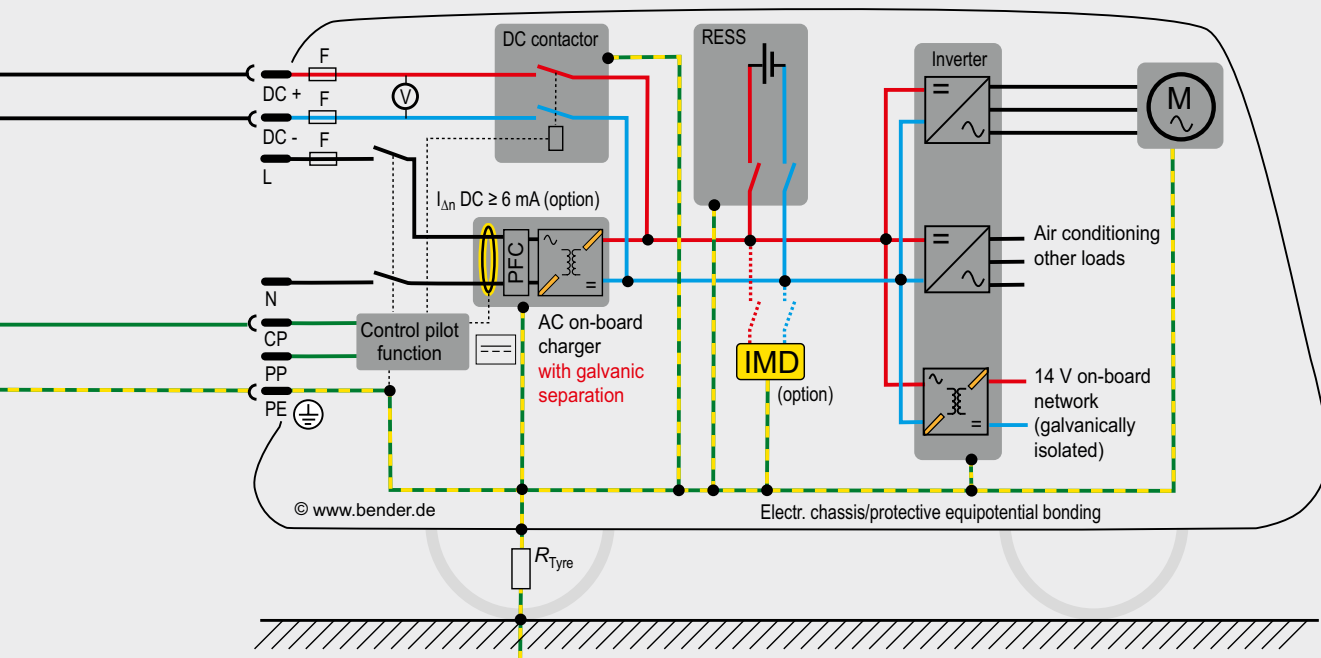 F
DC +
F
DC -
F
L
V
DC contactor
RESS
Inverter
M
I∆n DC ≥ 6 mA (option)
PFC
Air conditioning
other loads
N
CP
PP
PE
Control pilot
function
AC on-board
charger
with galvanic
separation
IMD
(option)
14 V on-board
network
(galvanically
isolated)
© www.bender.de
Electr. chassis/protective equipotential bonding
RTyre